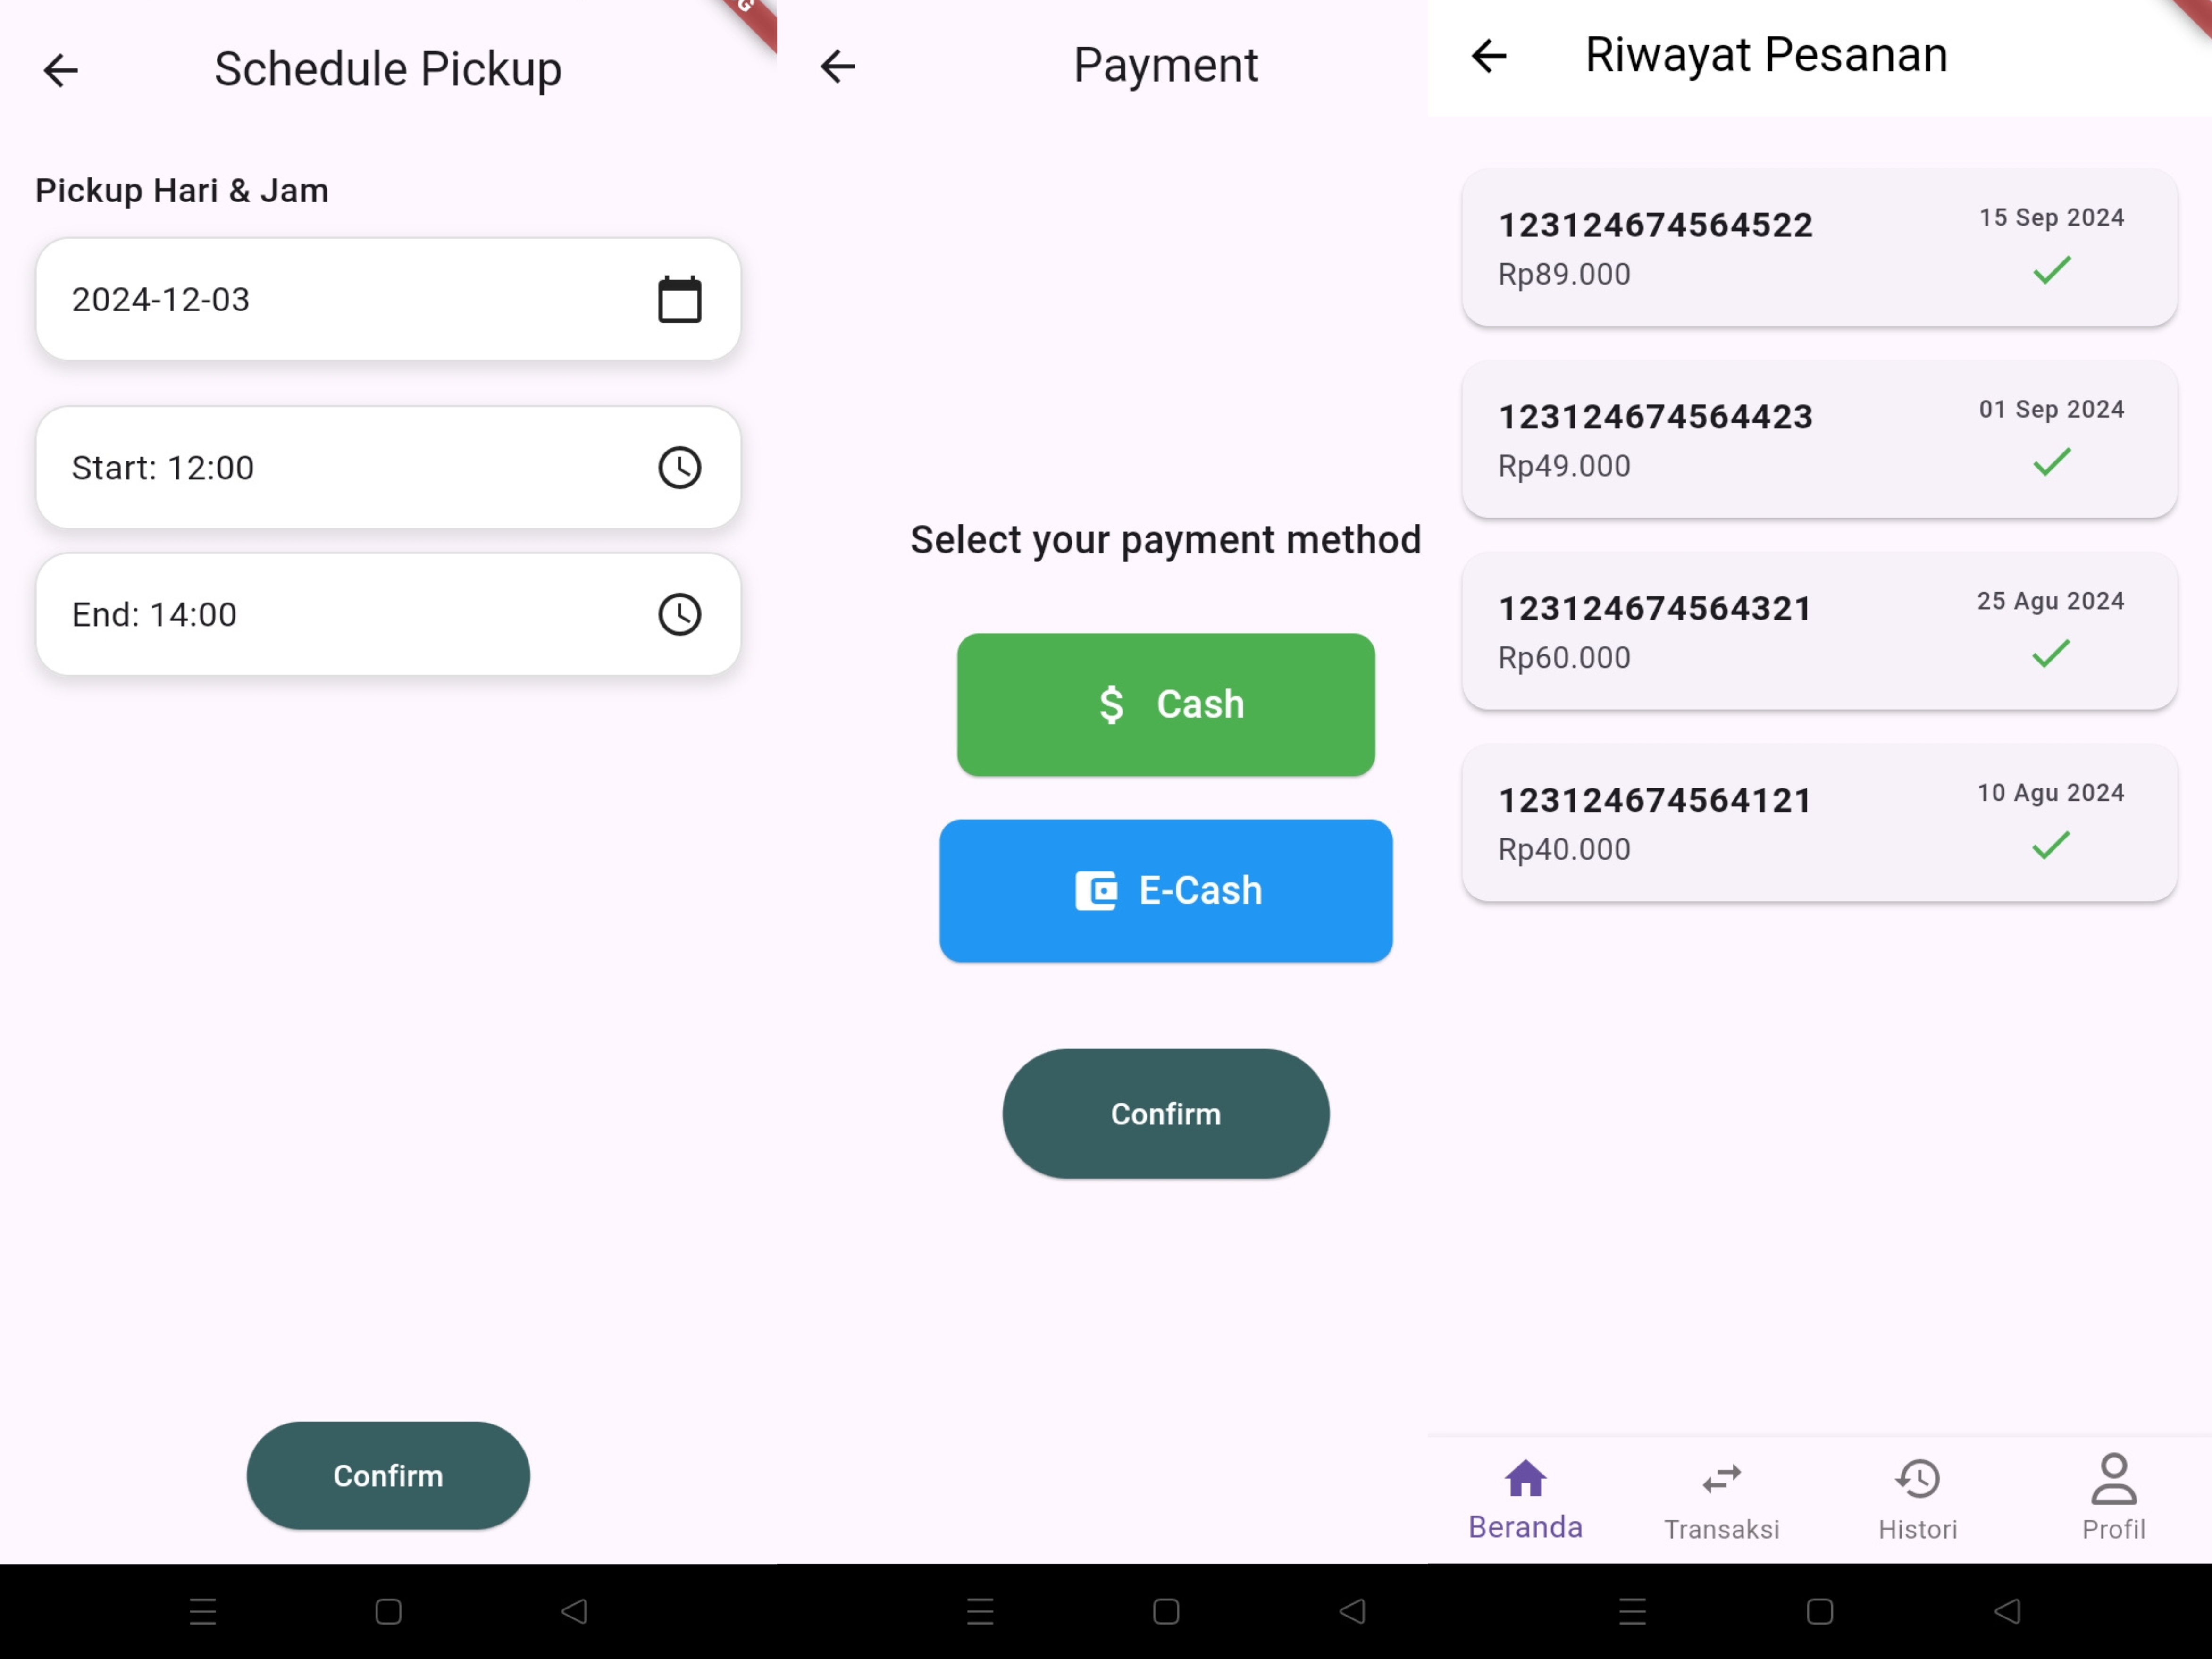 Schedule Pickup
Pickup Hari & Jam
2024-12-03
Start: 12:00
End: 14:00
Confirm
Payment
Select your payment method
$ Cash
E-Cash
Confirm
Riwayat Pesanan
123124674564522
15 Sep 2024
Rp89.000
123124674564423
01 Sep 2024
Rp49.000
123124674564321
25 Agu 2024
Rp60.000
123124674564121
10 Agu 2024
Rp40.000
Beranda
Transaksi
Histori
Profil